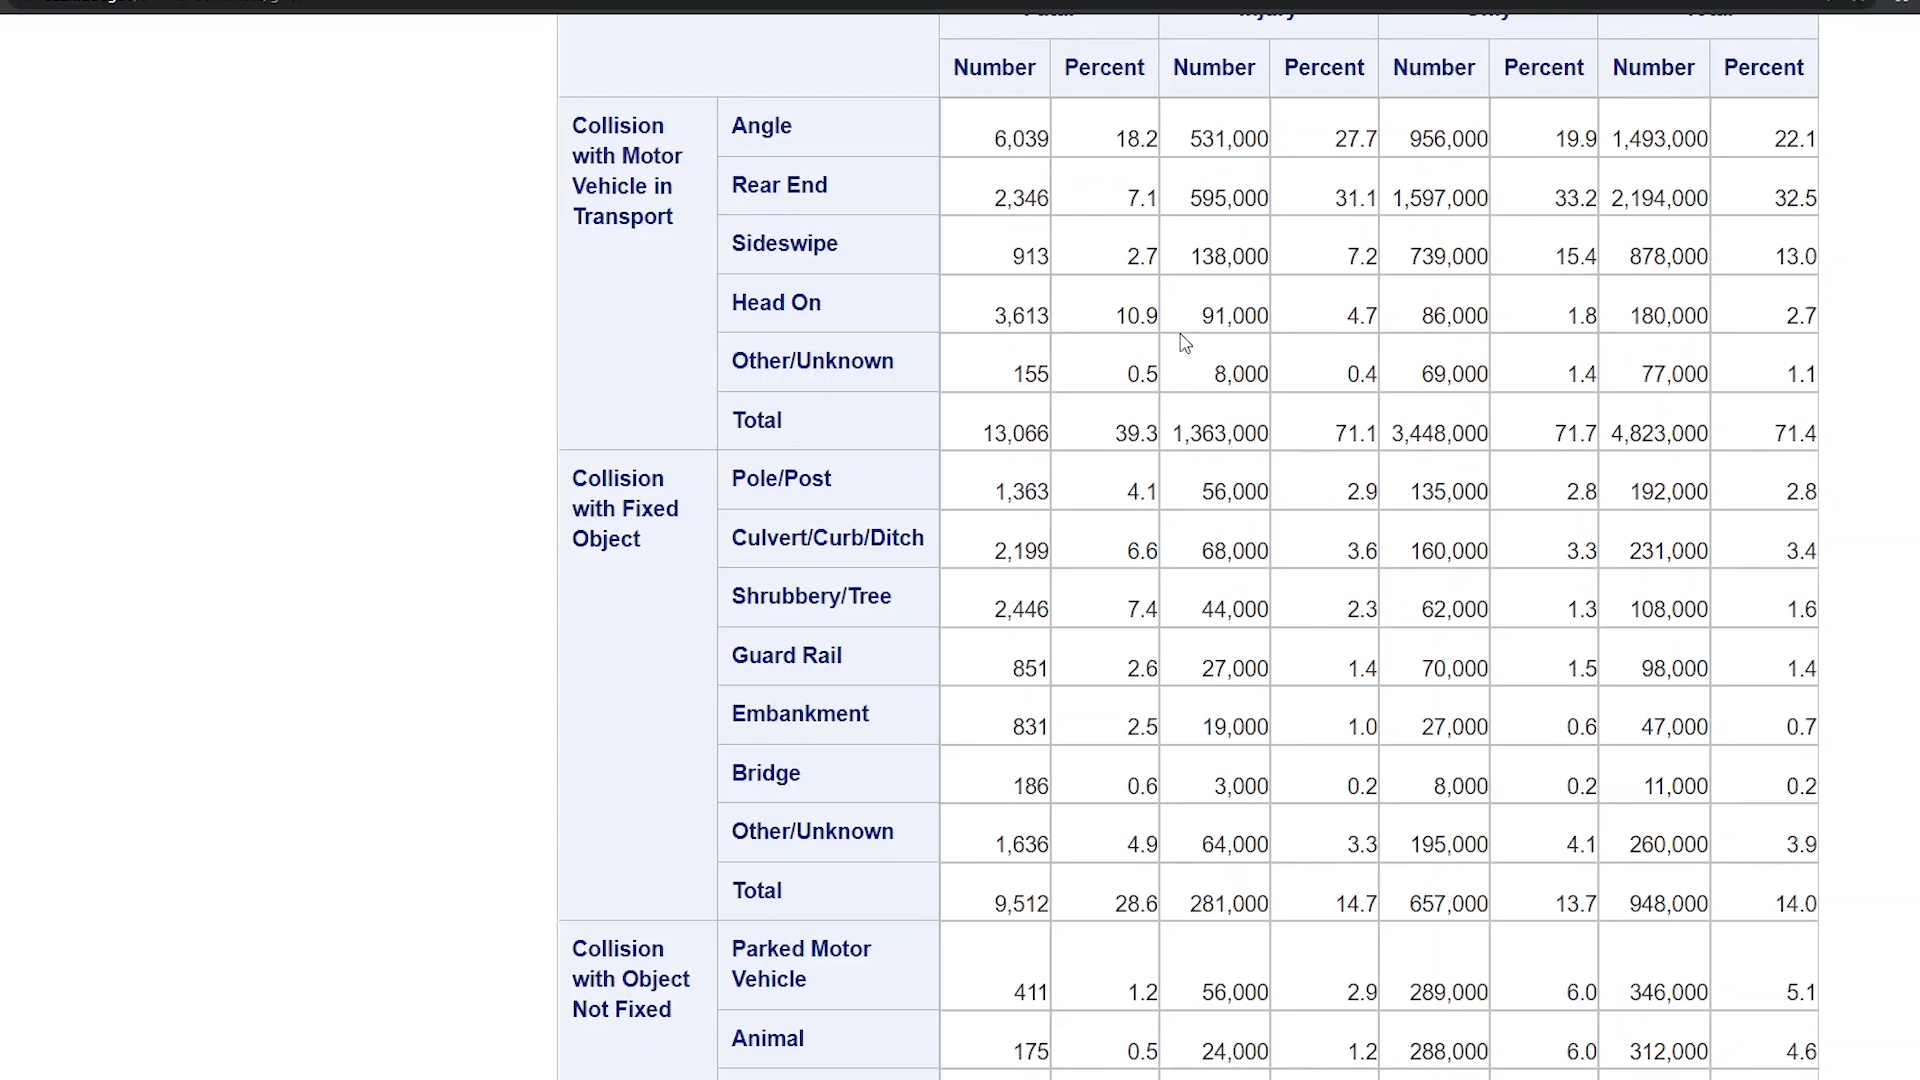 Number Percent Number Percent Number Percent Number Percent
Collision with Motor Vehicle in Transport
Angle 6,039 18.2 531,000 27.7 956,000 19.9 1,493,000 22.1
Rear End 2,346 7.1 595,000 31.1 1,597,000 33.2 2,194,000 32.5
Sideswipe 913 2.7 138,000 7.2 739,000 15.4 878,000 13.0
Head On 3,613 10.9 91,000 4.7 86,000 1.8 180,000 2.7
Other/Unknown 155 0.5 8,000 0.4 69,000 1.4 77,000 1.1
Total 13,066 39.3 1,363,000 71.1 3,448,000 71.7 4,823,000 71.4
Collision with Fixed Object
Pole/Post 1,363 4.1 56,000 2.9 135,000 2.8 192,000 2.8
Culvert/Curb/Ditch 2,199 6.6 68,000 3.6 160,000 3.3 231,000 3.4
Shrubbery/Tree 2,446 7.4 44,000 2.3 62,000 1.3 108,000 1.6
Guard Rail 851 2.6 27,000 1.4 70,000 1.5 98,000 1.4
Embankment 831 2.5 19,000 1.0 27,000 0.6 47,000 0.7
Bridge 186 0.6 3,000 0.2 8,000 0.2 11,000 0.2
Other/Unknown 1,636 4.9 64,000 3.3 195,000 4.1 260,000 3.9
Total 9,512 28.6 281,000 14.7 657,000 13.7 948,000 14.0
Collision with Object Not Fixed
Parked Motor Vehicle 411 1.2 56,000 2.9 289,000 6.0 346,000 5.1
Animal 175 0.5 24,000 1.2 288,000 6.0 312,000 4.6